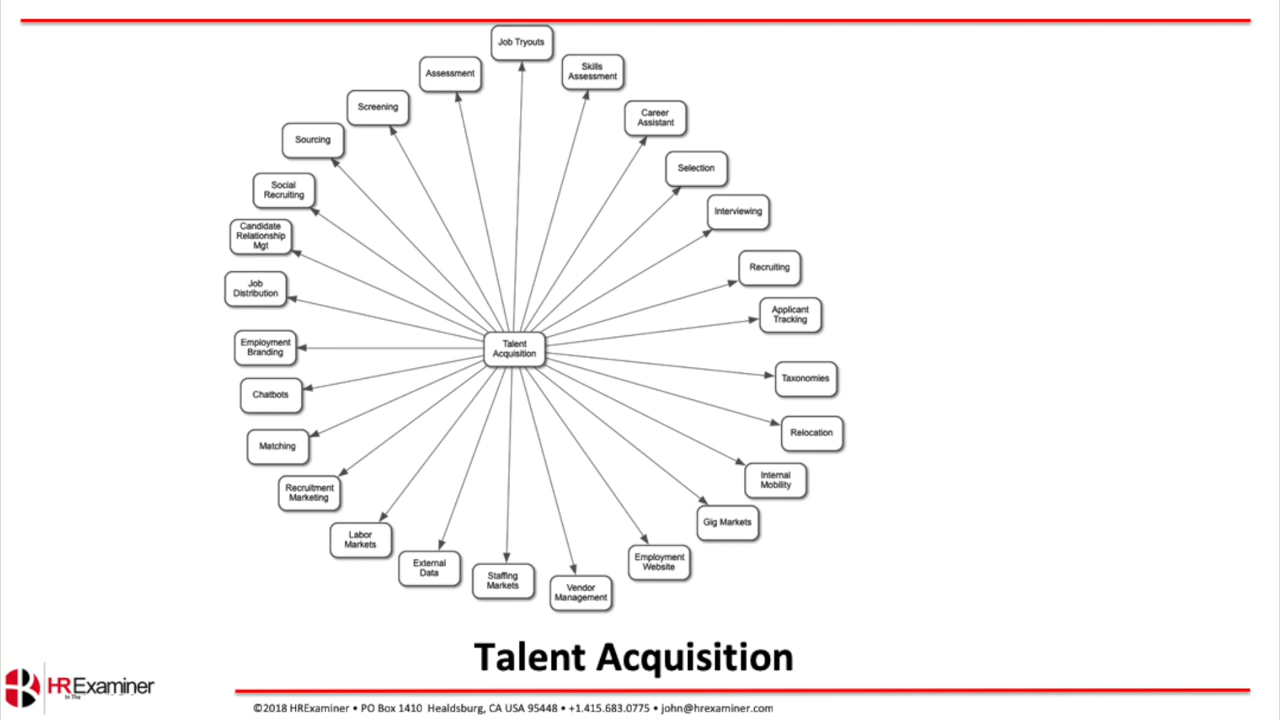 Job Tryouts
Skills
Assessment
Career
Assistant
Selection
Interviewing
Recruiting
Applicant
Tracking
Taxonomies
Relocation
Internal
Mobility
Gig Markets
Employment
Website
Vendor
Management
Staffing
Markets
External
Data
Labor
Markets
Recruitment
Marketing
Matching
Chatbots
Employment
Branding
Job
Distribution
Candidate
Relationship
Mgt
Social
Recruiting
Sourcing
Screening
Assessment
Talent
Acquisition
Talent Acquisition
HRExaminer
In The
©2018 HRExaminer • PO Box 1410 Healdsburg, CA USA 95448 • +1.415.683.0775 • john@hrexaminer.com